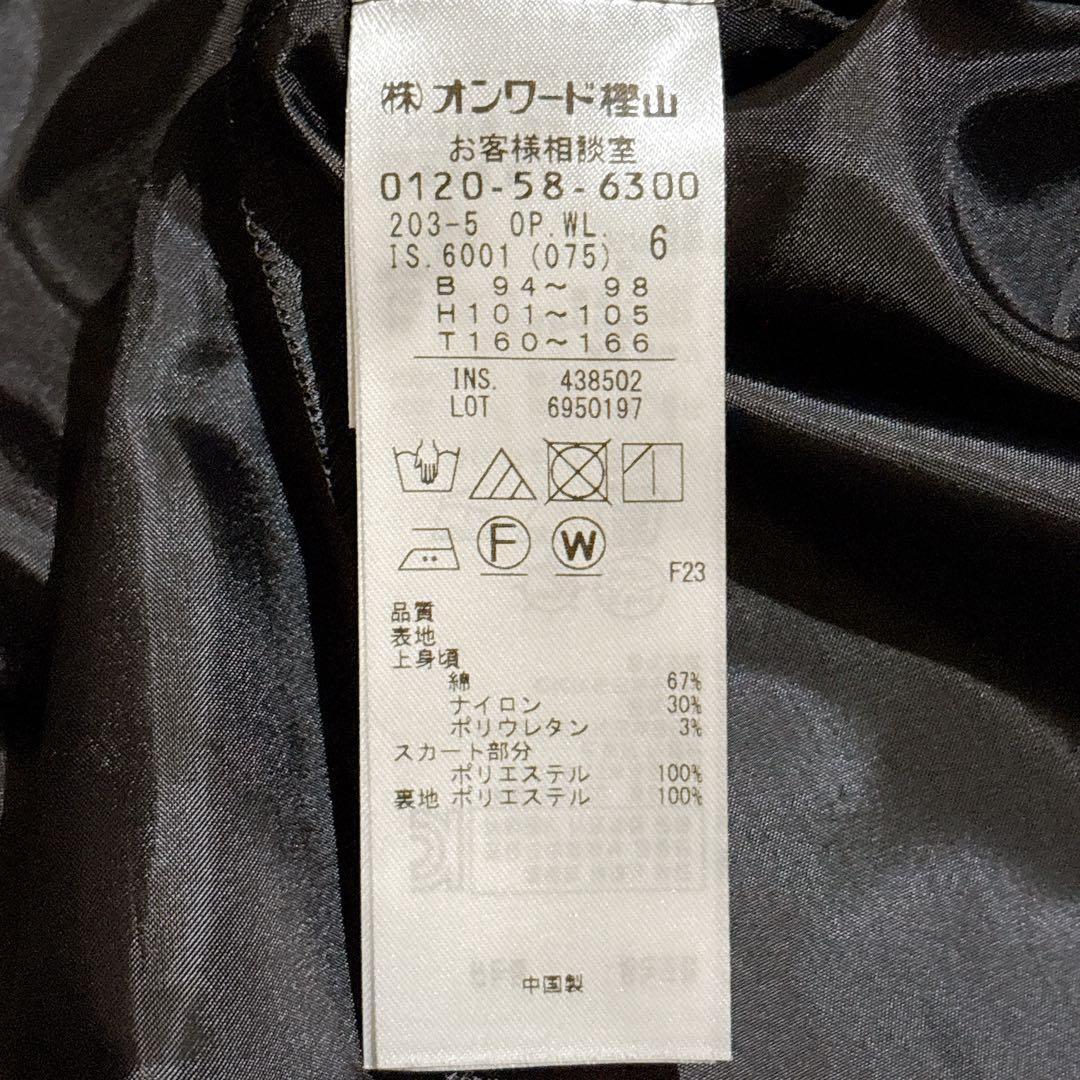 (株)オンワード樫山
お客様相談室
0120-58-6300
203-5 OP.WL. 6
IS.6001(075)
B 94～ 98
H101～105
T160～166
INS. 438502
LOT 6950197
F W
F23
品質
表地
上身頃
綿 67%
ナイロン 30%
ポリウレタン 3%
スカート部分
ポリエステル 100%
裏地 ポリエステル 100%
中国製